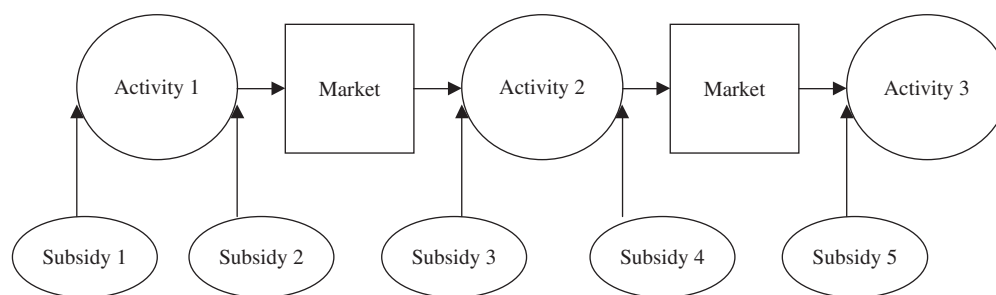 Activity 1
Market
Activity 2
Market
Activity 3
Subsidy 1
Subsidy 2
Subsidy 3
Subsidy 4
Subsidy 5